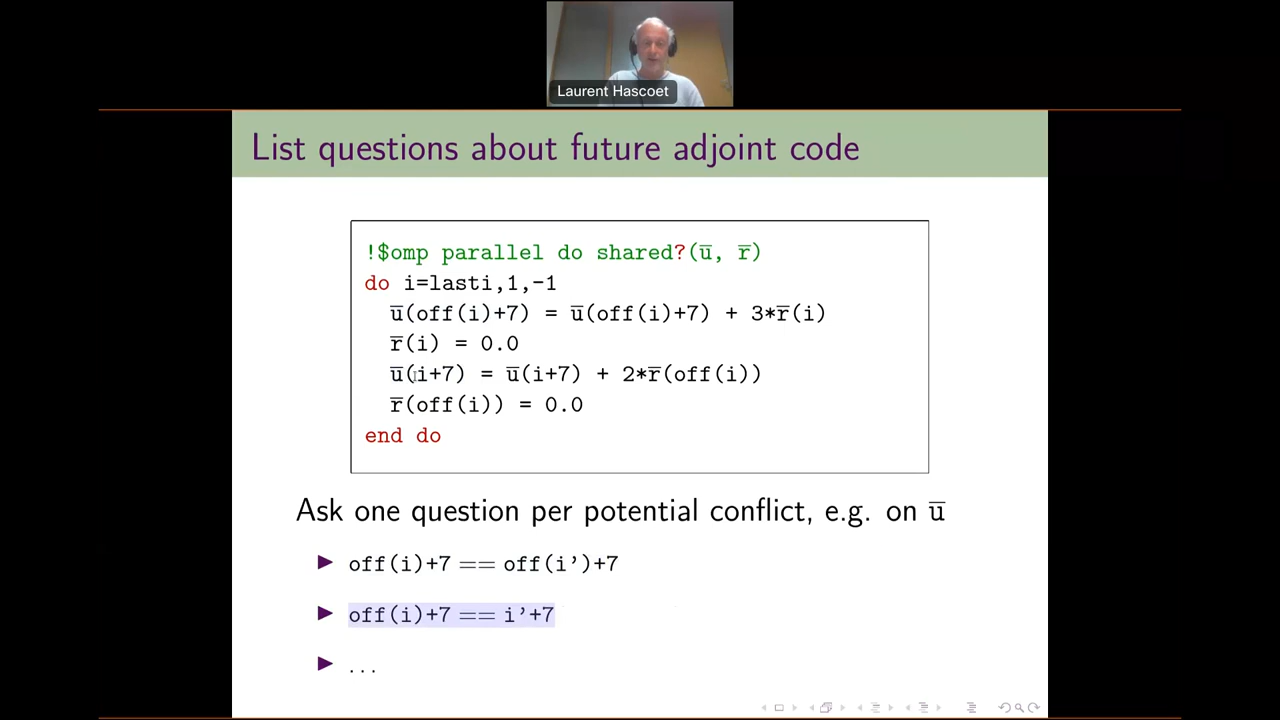 Laurent Hascoet
List questions about future adjoint code
!$omp parallel do shared?(u̅, r̅)
do i=lasti,1,-1
u̅(off(i)+7) = u̅(off(i)+7) + 3*r̅(i)
r̅(i) = 0.0
u̅(i+7) = u̅(i+7) + 2*r̅(off(i))
r̅(off(i)) = 0.0
end do
Ask one question per potential conflict, e.g. on u̅
▶ off(i)+7 == off(i’)+7
▶ off(i)+7 == i’+7
▶ ...